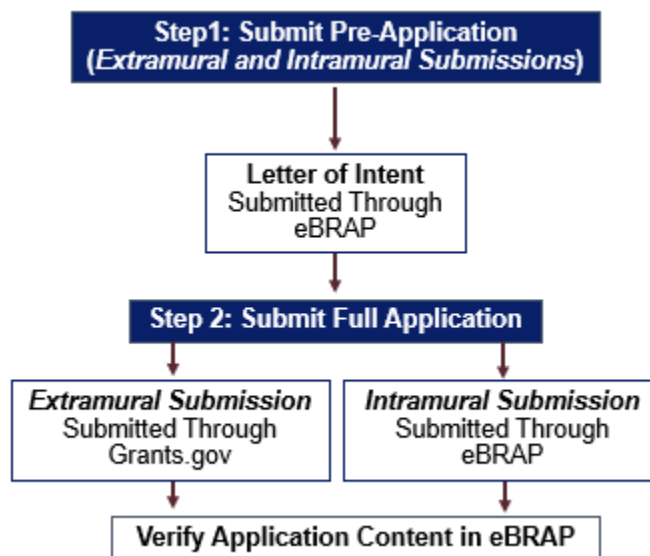 Step1: Submit Pre-Application
(Extramural and Intramural Submissions)
Letter of Intent
Submitted Through
eBRAP
Step 2: Submit Full Application
Extramural Submission
Submitted Through
Grants.gov
Intramural Submission
Submitted Through
eBRAP
Verify Application Content in eBRAP